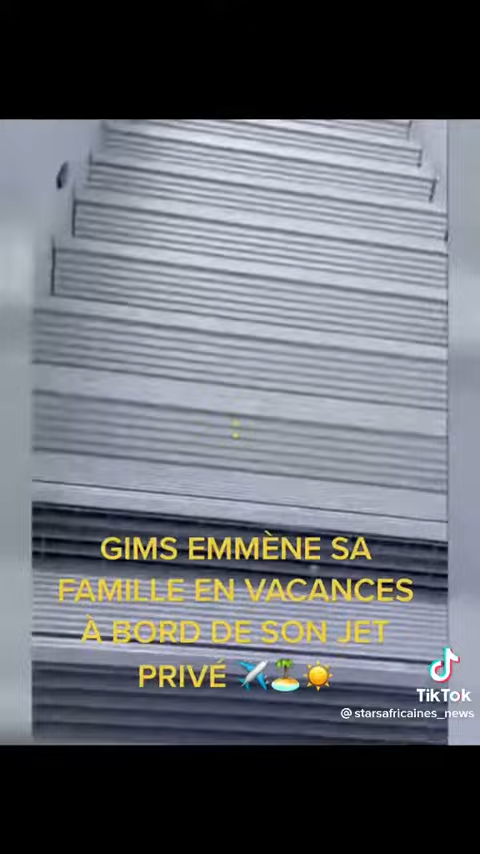 GIMS EMMÈNE SA
FAMILLE EN VACANCES
À BORD DE SON JET
PRIVÉ ✈️🏝️☀️
TikTok
@starsafricaines_news